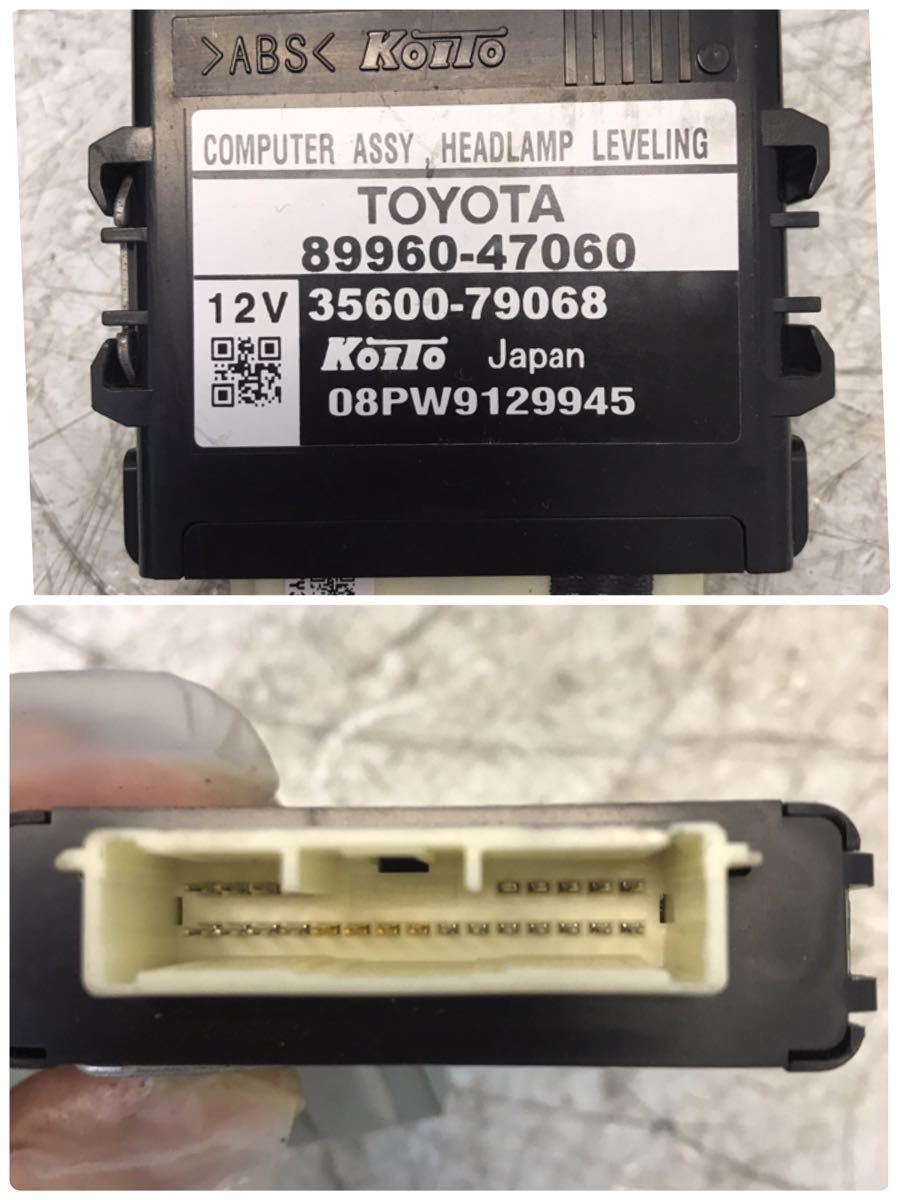 >ABS< KOITO
COMPUTER ASSY , HEADLAMP LEVELING
TOYOTA
89960-47060
12V 35600-79068
KOITO Japan
08PW9129945